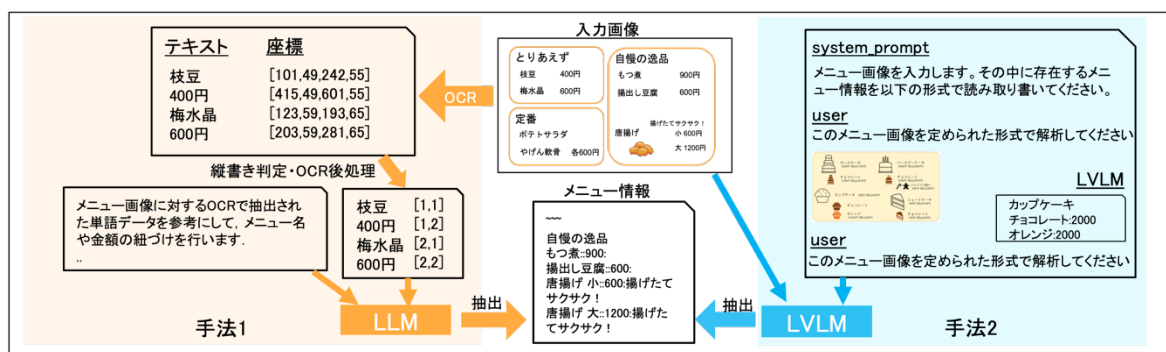 テキスト 座標
枝豆 [101,49,242,55]
400円 [415,49,601,55]
梅水晶 [123,59,193,65]
600円 [203,59,281,65]
OCR
縦書き判定・OCR後処理
メニュー画像に対するOCRで抽出され
た単語データを参考にして, メニュー名
や金額の紐づけを行います.
..
枝豆 [1,1]
400円 [1,2]
梅水晶 [2,1]
600円 [2,2]
LLM
手法1
抽出
入力画像
とりあえず
枝豆 400円
梅水晶 600円
定番
ポテトサラダ
やげん軟骨 各600円
自慢の逸品
もつ煮 900円
揚出し豆腐 600円
揚げたてサクサク！
唐揚げ 小 600円
大 1200円
メニュー情報
~~~
自慢の逸品
もつ煮::900:
揚出し豆腐::600:
唐揚げ 小::600:揚げたて
サクサク！
唐揚げ 大::1200:揚げた
てサクサク！
抽出
system_prompt
メニュー画像を入力します。その中に存在するメニ
ュー情報を以下の形式で読み取り書いてください。
user
このメニュー画像を定められた形式で解析してください
LVLM
カップケーキ
チョコレート:2000
オレンジ:2000
user
このメニュー画像を定められた形式で解析してください
LVLM
手法2